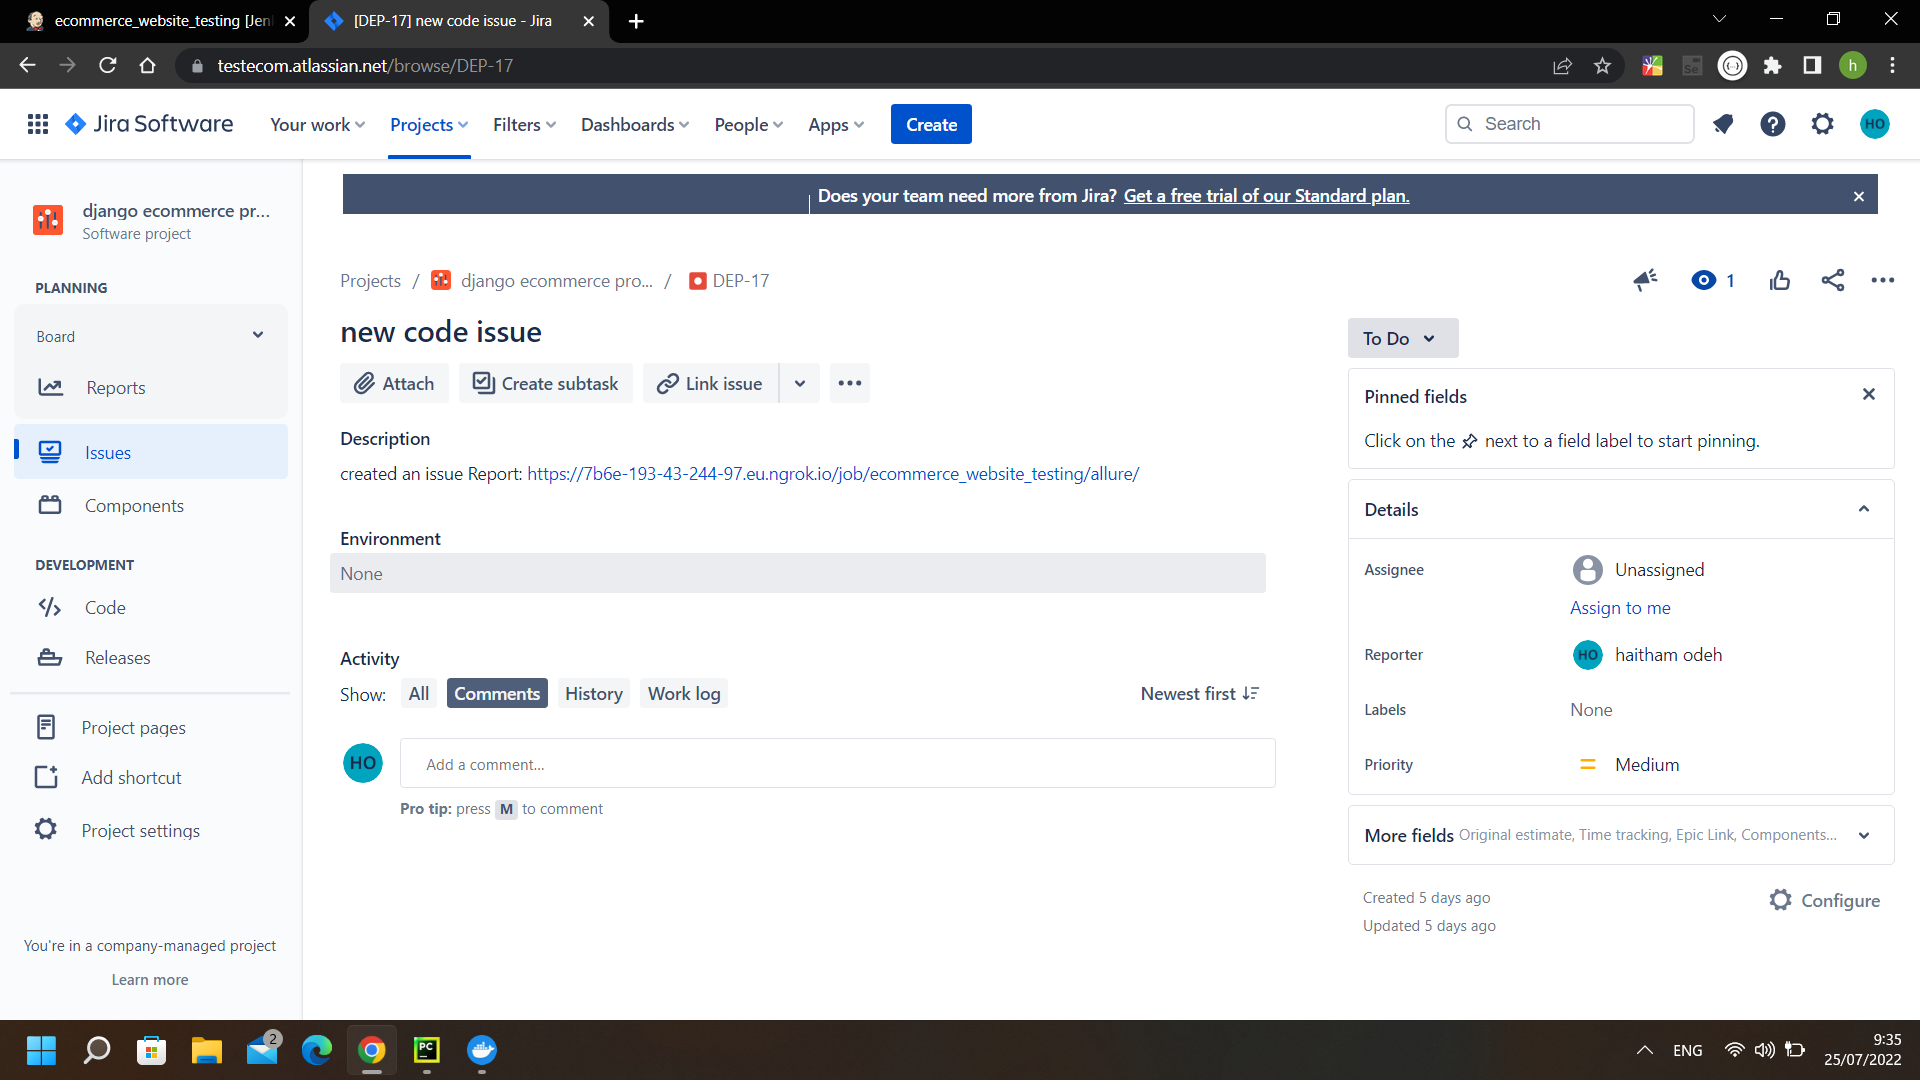 ecommerce_website_testing [Jen
[DEP-17] new code issue - Jira
testecom.atlassian.net/browse/DEP-17
h
Jira Software
Your work
Projects
Filters
Dashboards
People
Apps
Create
Search
HO
django ecommerce pr...
Software project
PLANNING
Board
Reports
Issues
Components
DEVELOPMENT
Code
Releases
Project pages
Add shortcut
Project settings
You're in a company-managed project
Learn more
Does your team need more from Jira? Get a free trial of our Standard plan.
Projects / django ecommerce pro... / DEP-17
1
new code issue
Attach
Create subtask
Link issue
Description
created an issue Report: https://7b6e-193-43-244-97.eu.ngrok.io/job/ecommerce_website_testing/allure/
Environment
None
Activity
Show: All Comments History Work log
Newest first
HO
Add a comment...
Pro tip: press M to comment
To Do
Pinned fields
Click on the next to a field label to start pinning.
Details
Assignee
Unassigned
Assign to me
Reporter
HO haitham odeh
Labels
None
Priority
Medium
More fields Original estimate, Time tracking, Epic Link, Components...
Created 5 days ago
Updated 5 days ago
Configure
2
PC
ENG
9:35
25/07/2022